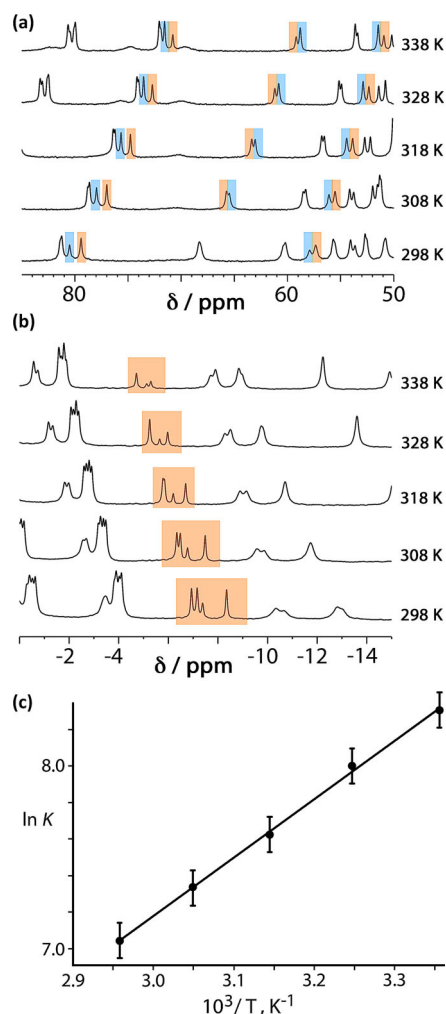 (a)
338 K
328 K
318 K
308 K
298 K
80 60 50
δ / ppm
(b)
338 K
328 K
318 K
308 K
298 K
-2 -4 -10 -12 -14
δ / ppm
(c)
8.0
ln K
7.0
2.9 3.0 3.1 3.2 3.3
10³/T, K⁻¹